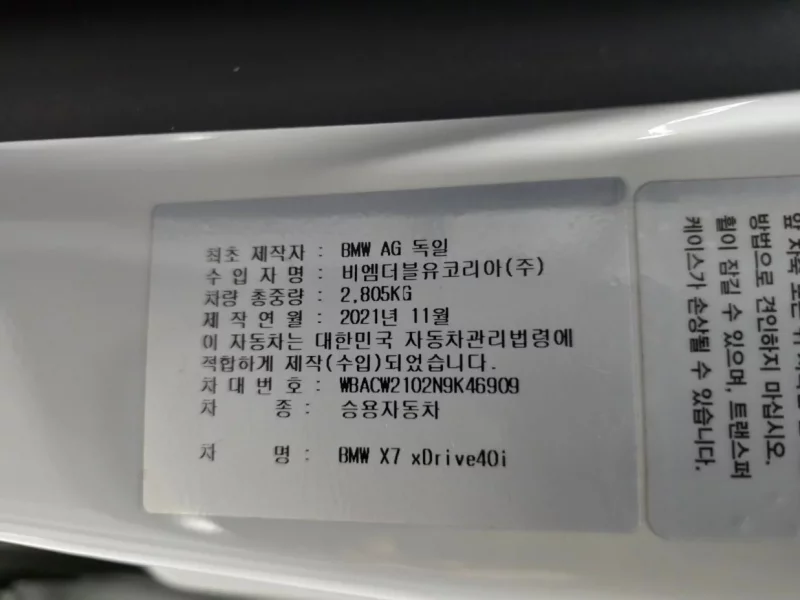 최초 제작자 : BMW AG 독일
수 입 자 명 : 비엠더블유코리아(주)
차량 총중량 : 2,805KG
제 작 연 월 : 2021년 11월
이 자동차는 대한민국 자동차관리법령에
적합하게 제작(수입)되었습니다.
차 대 번 호 : WBACW2102N9K46909
차 종 : 승용자동차
차 명 : BMW X7 xDrive40i
방법으로 견인하지 마십시오.
휠이 잠길 수 있으며, 트랜스퍼
케이스가 손상될 수 있습니다.